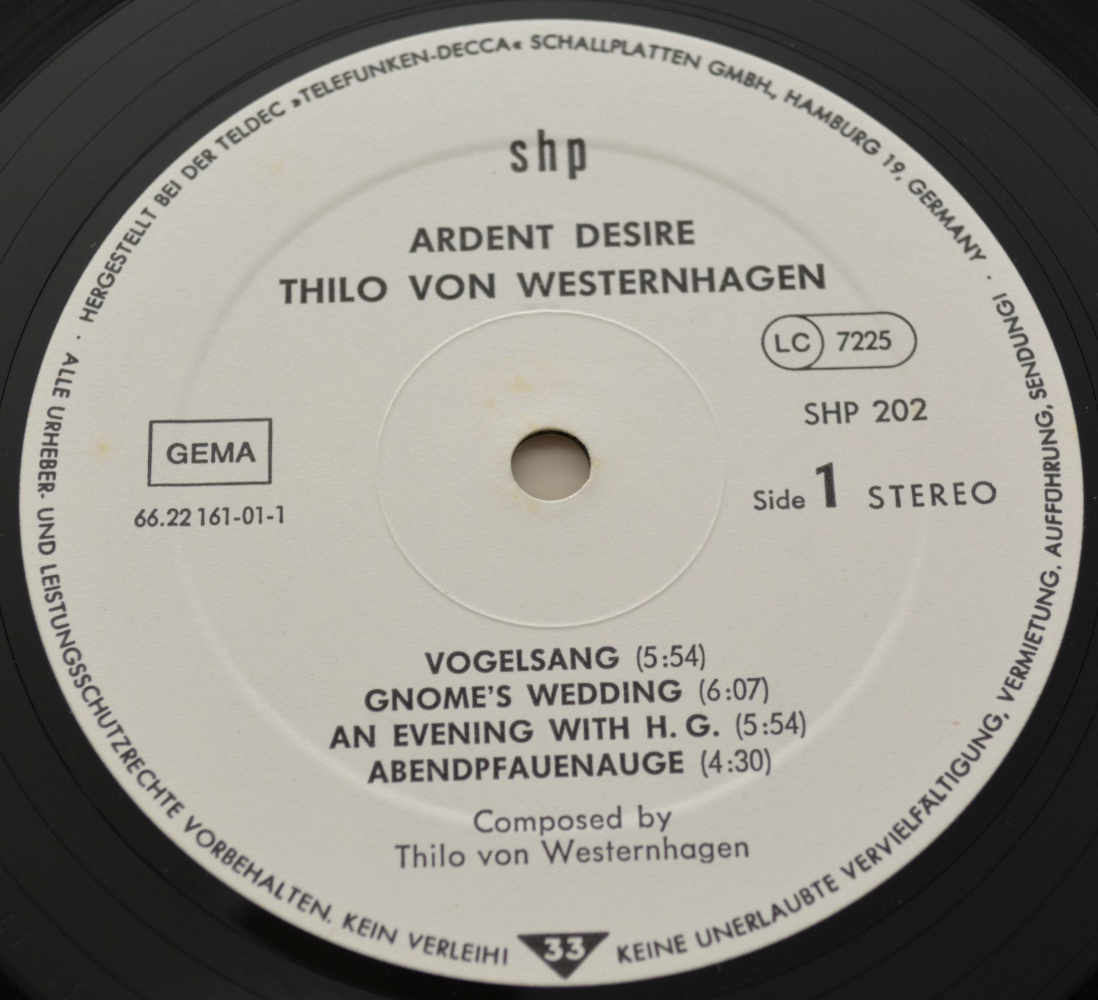 HERGESTELLT BEI DER TELDEC »TELEFUNKEN-DECCA« SCHALLPLATTEN GMBH., HAMBURG 19, GERMANY ·
shp
ARDENT DESIRE
THILO VON WESTERNHAGEN
LC 7225
SHP 202
Side 1 STEREO
GEMA
66.22 161-01-1
VOGELSANG (5:54)
GNOME'S WEDDING (6:07)
AN EVENING WITH H. G. (5:54)
ABENDPFAUENAUGE (4:30)
Composed by
Thilo von Westernhagen
· ALLE URHEBER- UND LEISTUNGSSCHUTZRECHTE VORBEHALTEN. KEIN VERLEIH!
33
KEINE UNERLAUBTE VERVIELFÄLTIGUNG, VERMIETUNG, AUFFÜHRUNG, SENDUNG!